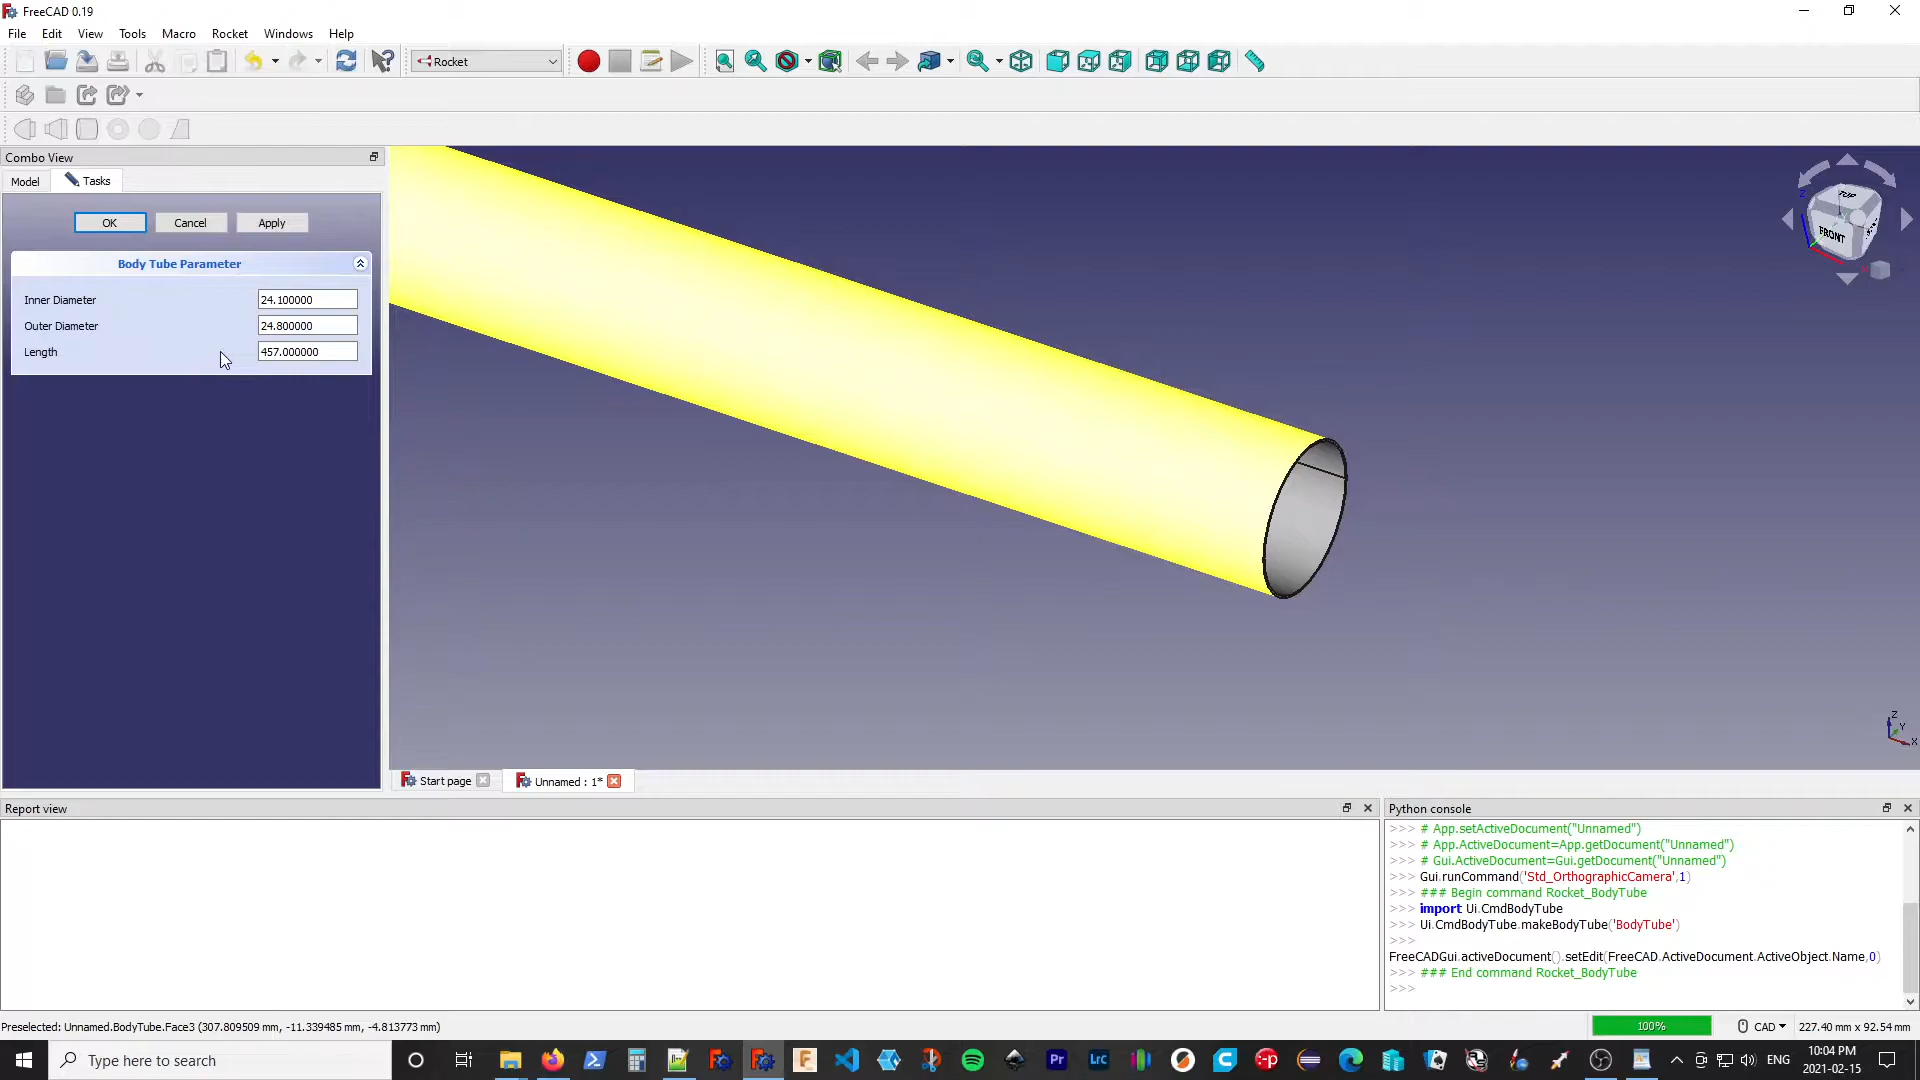 FreeCAD 0.19
File Edit View Tools Macro Rocket Windows Help
Rocket
Combo View
Model Tasks
OK Cancel Apply
Body Tube Parameter
Inner Diameter 24.100000
Outer Diameter 24.800000
Length 457.000000
TOP
FRONT
Z
Z
Y
X
Start page Unnamed : 1*
Report view
Python console
>>> # App.setActiveDocument("Unnamed")
>>> # App.ActiveDocument=App.getDocument("Unnamed")
>>> # Gui.ActiveDocument=Gui.getDocument("Unnamed")
>>> Gui.runCommand('Std_OrthographicCamera',1)
>>> ### Begin command Rocket_BodyTube
>>> import Ui.CmdBodyTube
>>> Ui.CmdBodyTube.makeBodyTube('BodyTube')
>>>
FreeCADGui.activeDocument().setEdit(FreeCAD.ActiveDocument.ActiveObject.Name,0)
>>> ### End command Rocket_BodyTube
>>>
Preselected: Unnamed.BodyTube.Face3 (307.809509 mm, -11.339485 mm, -4.813773 mm)
100%
CAD
227.40 mm x 92.54 mm
Type here to search
Pr
Lrc
ENG
10:04 PM
2021-02-15